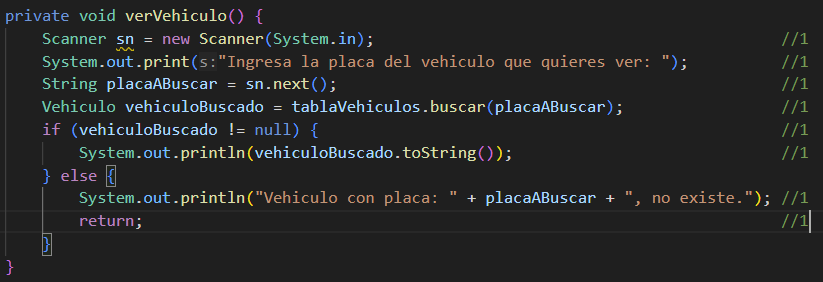 private void verVehiculo() {
    Scanner sn = new Scanner(System.in); //1
    System.out.print(s:"Ingresa la placa del vehiculo que quieres ver: "); //1
    String placaABuscar = sn.next(); //1
    Vehiculo vehiculoBuscado = tablaVehiculos.buscar(placaABuscar); //1
    if (vehiculoBuscado != null) { //1
        System.out.println(vehiculoBuscado.toString()); //1
    } else {
        System.out.println("Vehiculo con placa: " + placaABuscar + ", no existe."); //1
        return; //1
    }
}